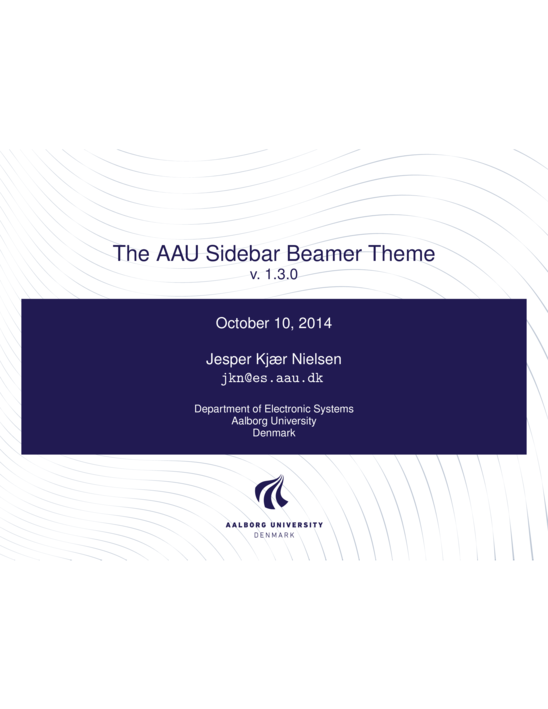 The AAU Sidebar Beamer Theme
v. 1.3.0
October 10, 2014
Jesper Kjær Nielsen
jkn@es.aau.dk
Department of Electronic Systems
Aalborg University
Denmark
AALBORG UNIVERSITY
DENMARK